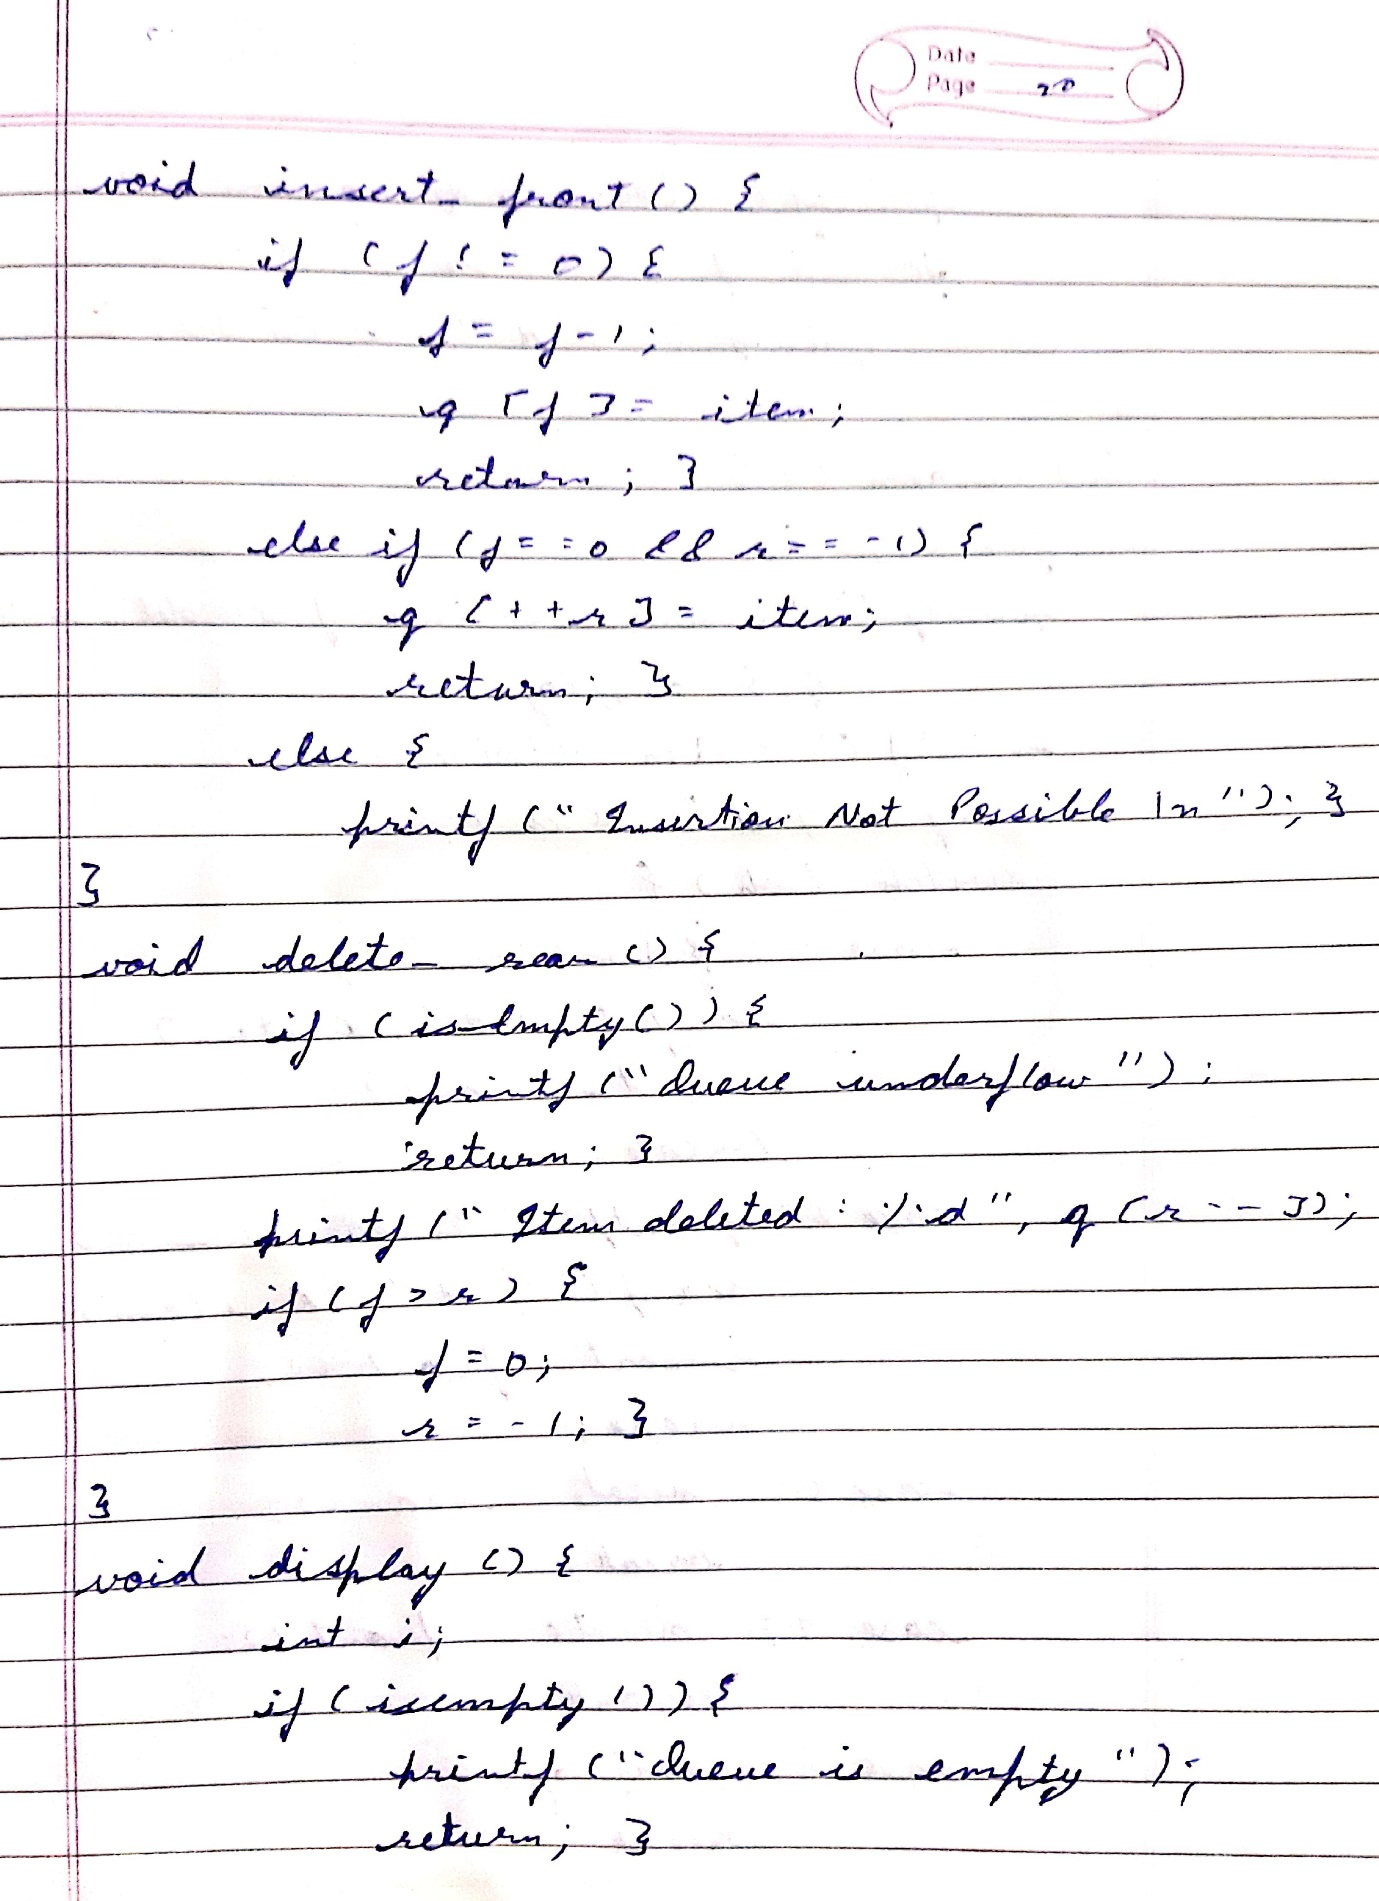 Date
Page 20
void insert_front () {
if (f != 0) {
f = f-1;
q [f] = item;
return; }
else if (f==0 && r==-1) {
q [++r] = item;
return; }
else {
printf (" Insertion Not Possible \n"); }
}
void delete_rear () {
if (isEmpty()) {
printf ("Queue underflow");
return; }
printf (" Item deleted : %d", q [r--]);
if (f>r) {
f = 0;
r = -1; }
}
void display () {
int i;
if (isempty ()) {
printf ("Queue is empty");
return; }